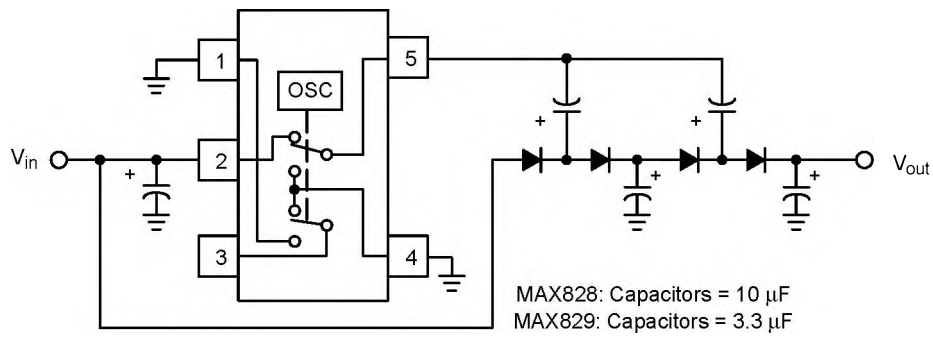 1
5
OSC
V_in
2
+
+
+
+
+
V_out
3
4
MAX828: Capacitors = 10 μF
MAX829: Capacitors = 3.3 μF